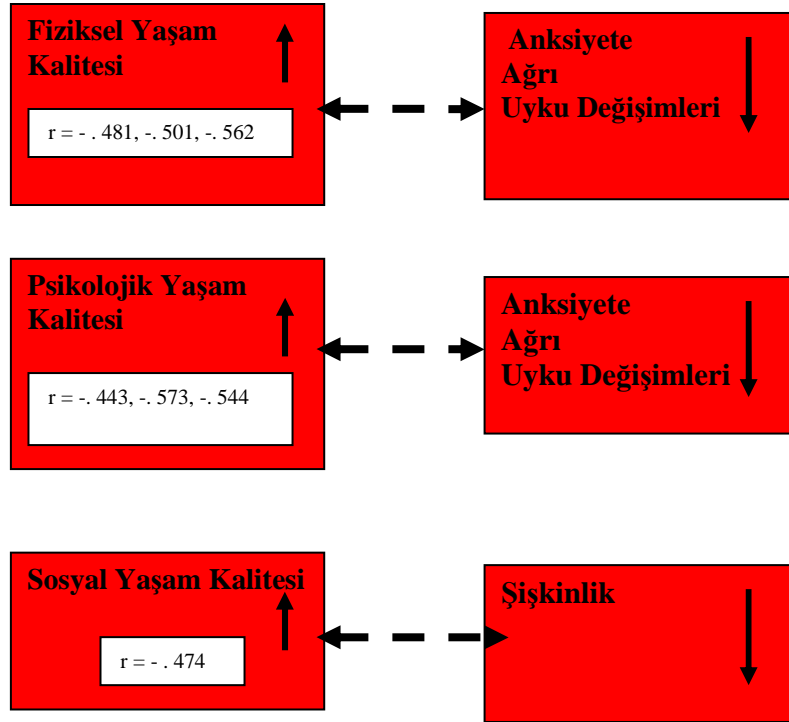 Fiziksel Yaşam
Kalitesi
r = - . 481, -. 501, -. 562
Anksiyete
Ağrı
Uyku Değişimleri
Psikolojik Yaşam
Kalitesi
r = -. 443, -. 573, -. 544
Anksiyete
Ağrı
Uyku Değişimleri
Sosyal Yaşam Kalitesi
r = - . 474
Şişkinlik